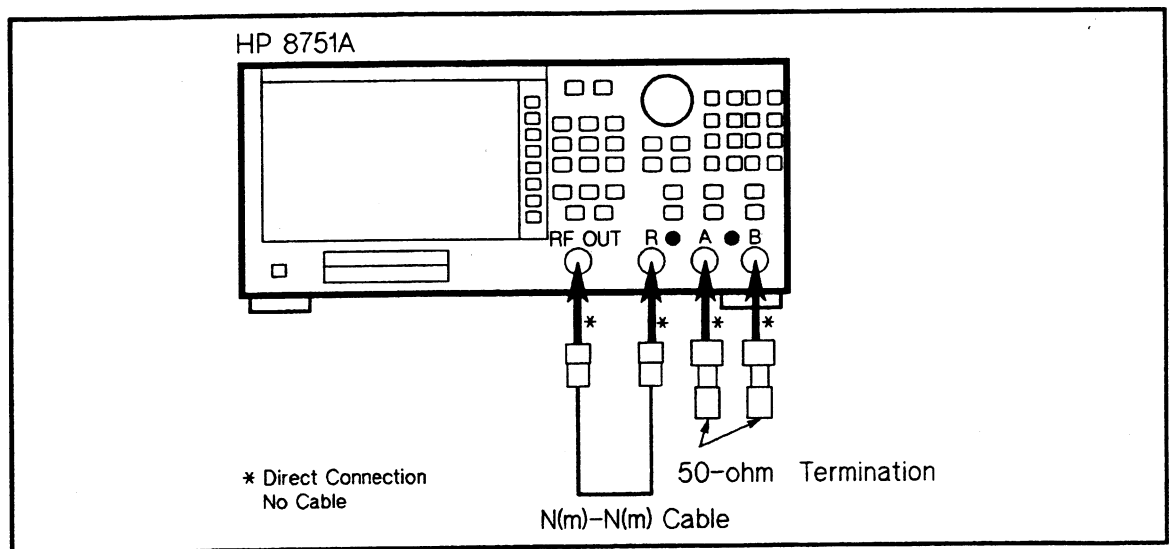 HP 8751A
RF OUT R A B
* * * *
50-ohm Termination
* Direct Connection
No Cable
N(m)-N(m) Cable